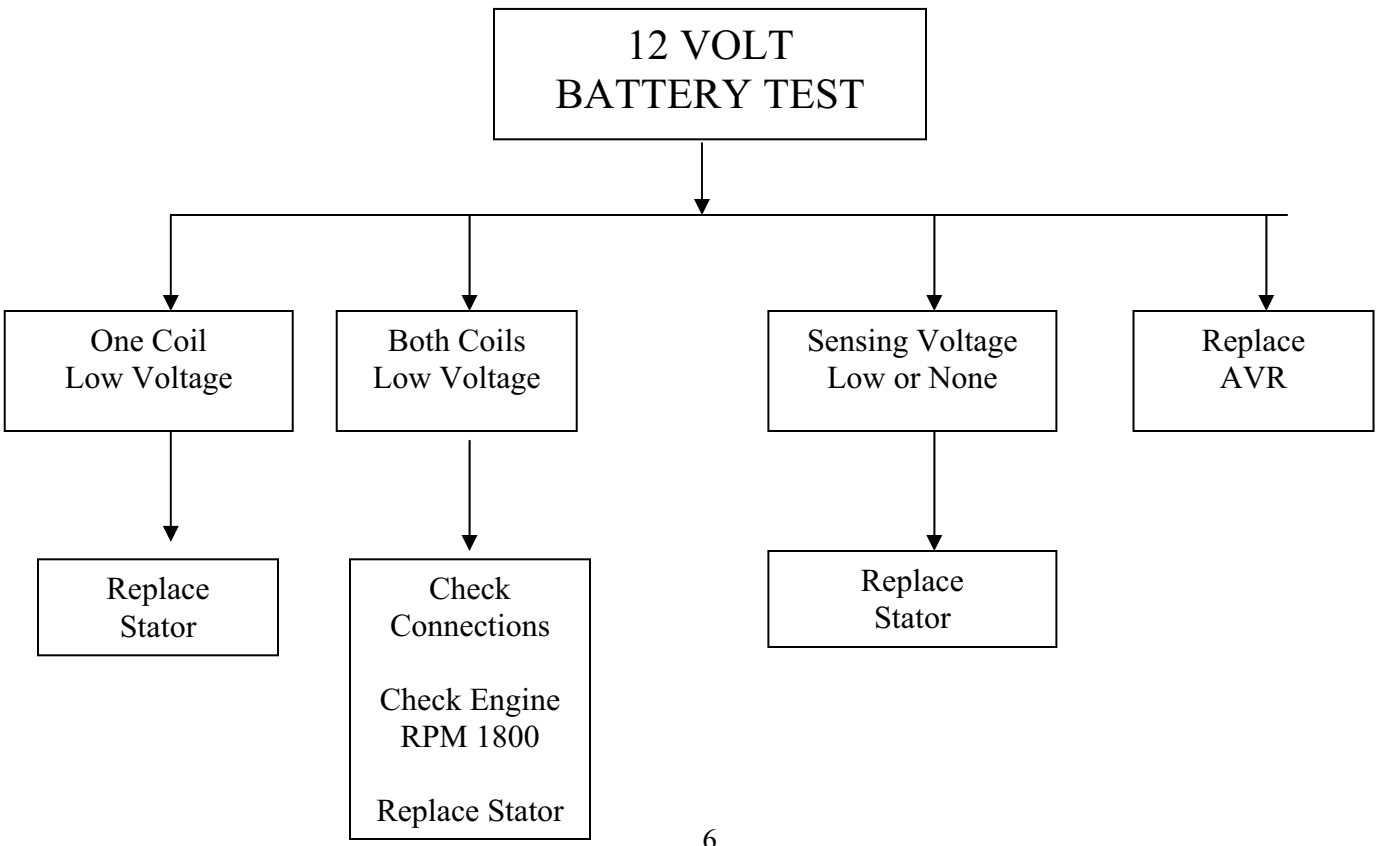 12 VOLT
BATTERY TEST
One Coil
Low Voltage
Both Coils
Low Voltage
Sensing Voltage
Low or None
Replace
AVR
Replace
Stator
Check
Connections
Check Engine
RPM 1800
Replace Stator
Replace
Stator
6